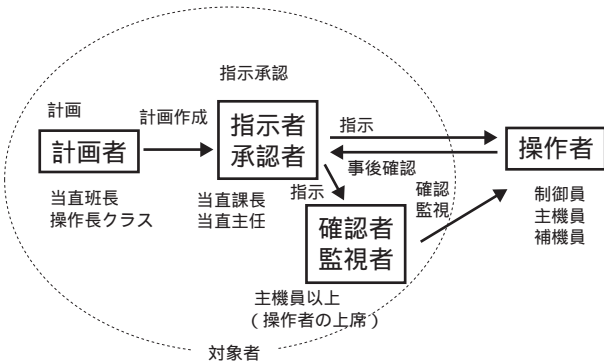 指示承認
計画
計画作成
指示者
承認者
指示
計画者
操作者
事後確認
当直班長
操作長クラス
当直課長
当直主任
指示
確認
監視
制御員
主機員
補機員
確認者
監視者
主機員以上
(操作者の上席)
対象者